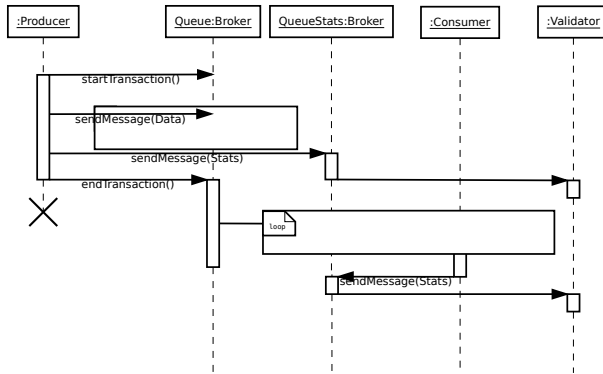 :Producer
Queue:Broker
QueueStats:Broker
:Consumer
:Validator
startTransaction()
sendMessage(Data)
sendMessage(Stats)
endTransaction()
loop
sendMessage(Stats)